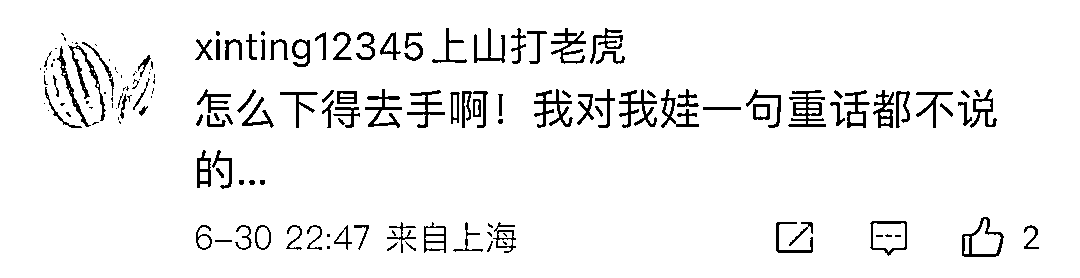 xinting12345上山打老虎
怎么下得去手啊！我对我娃一句重话都不说
的...
6-30 22:47 来自上海
2